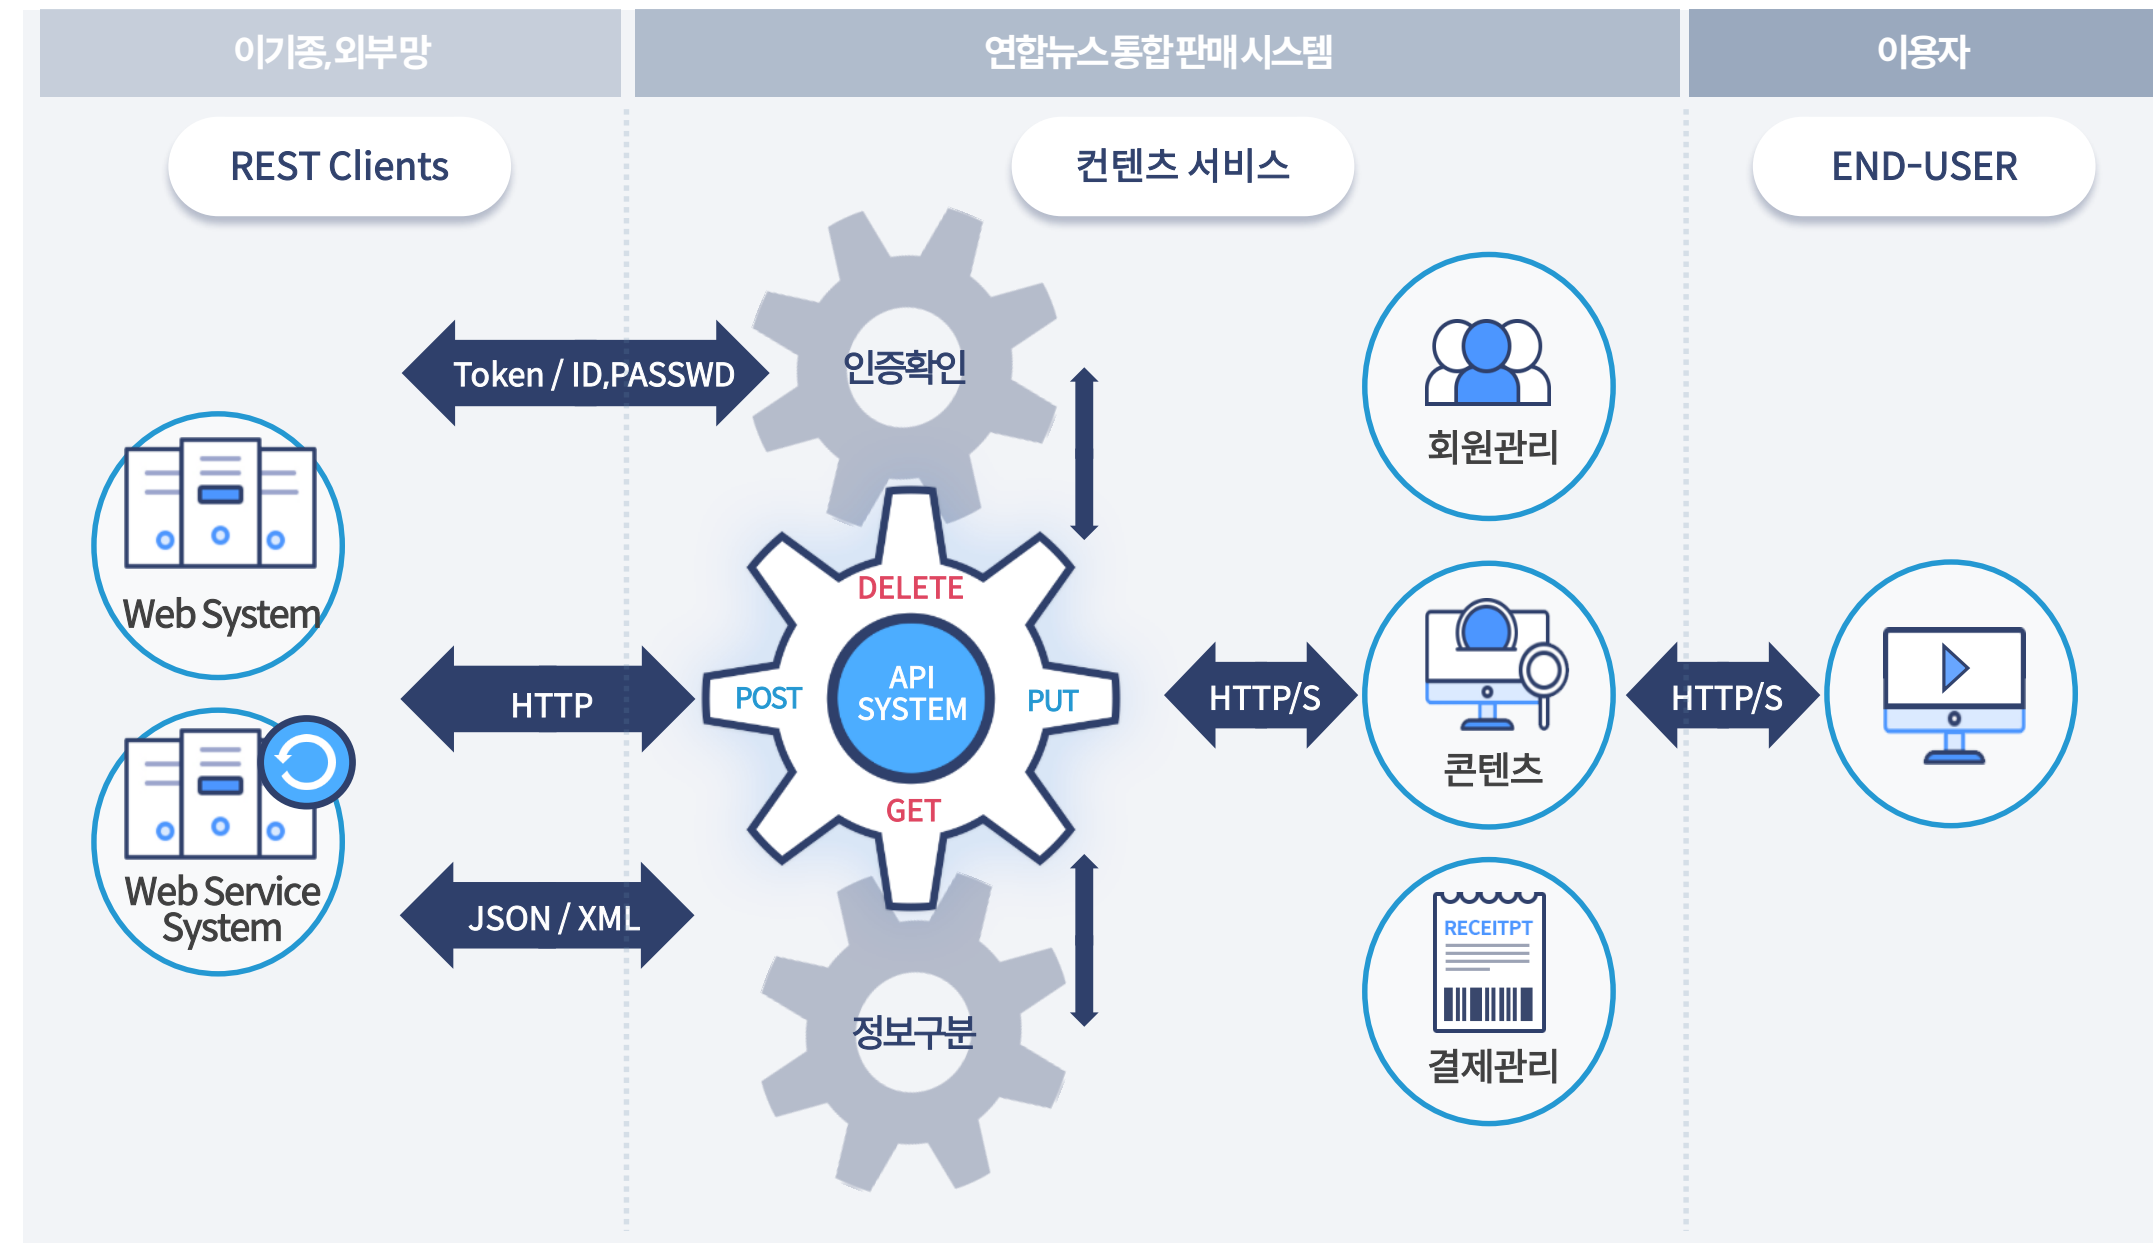 이기종, 외부 망
연합뉴스 통합 판매 시스템
이용자
REST Clients
컨텐츠 서비스
END-USER
Token / ID,PASSWD
인증확인
회원관리
Web System
DELETE
POST
API
SYSTEM
PUT
GET
HTTP
HTTP/S
콘텐츠
HTTP/S
Web Service
System
JSON / XML
정보구분
RECEITPT
결제관리